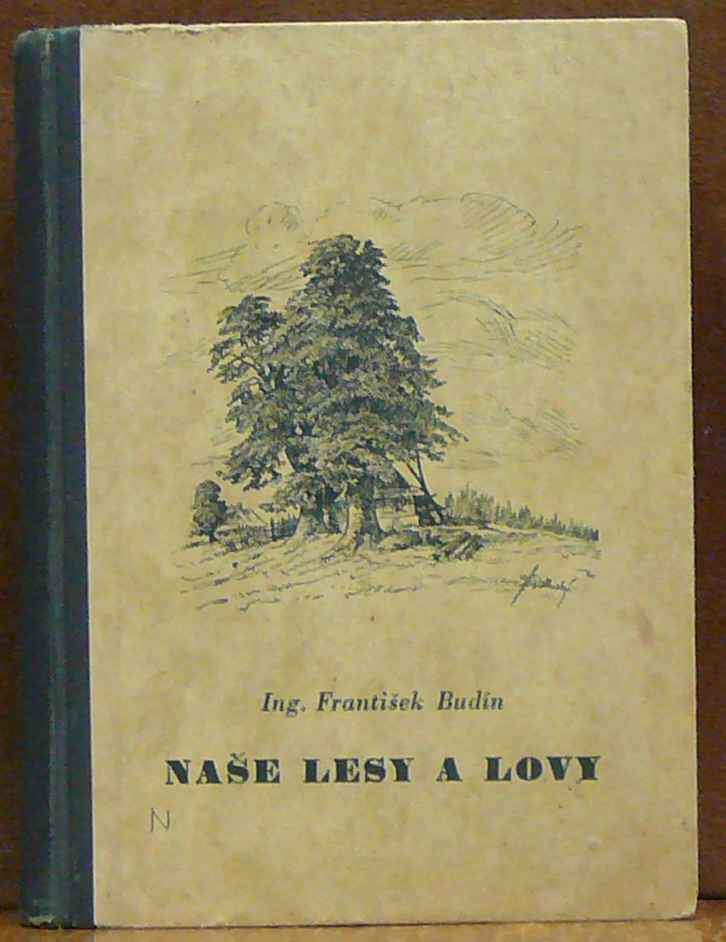 Ing. František Budín
NAŠE LESY A LOVY
N